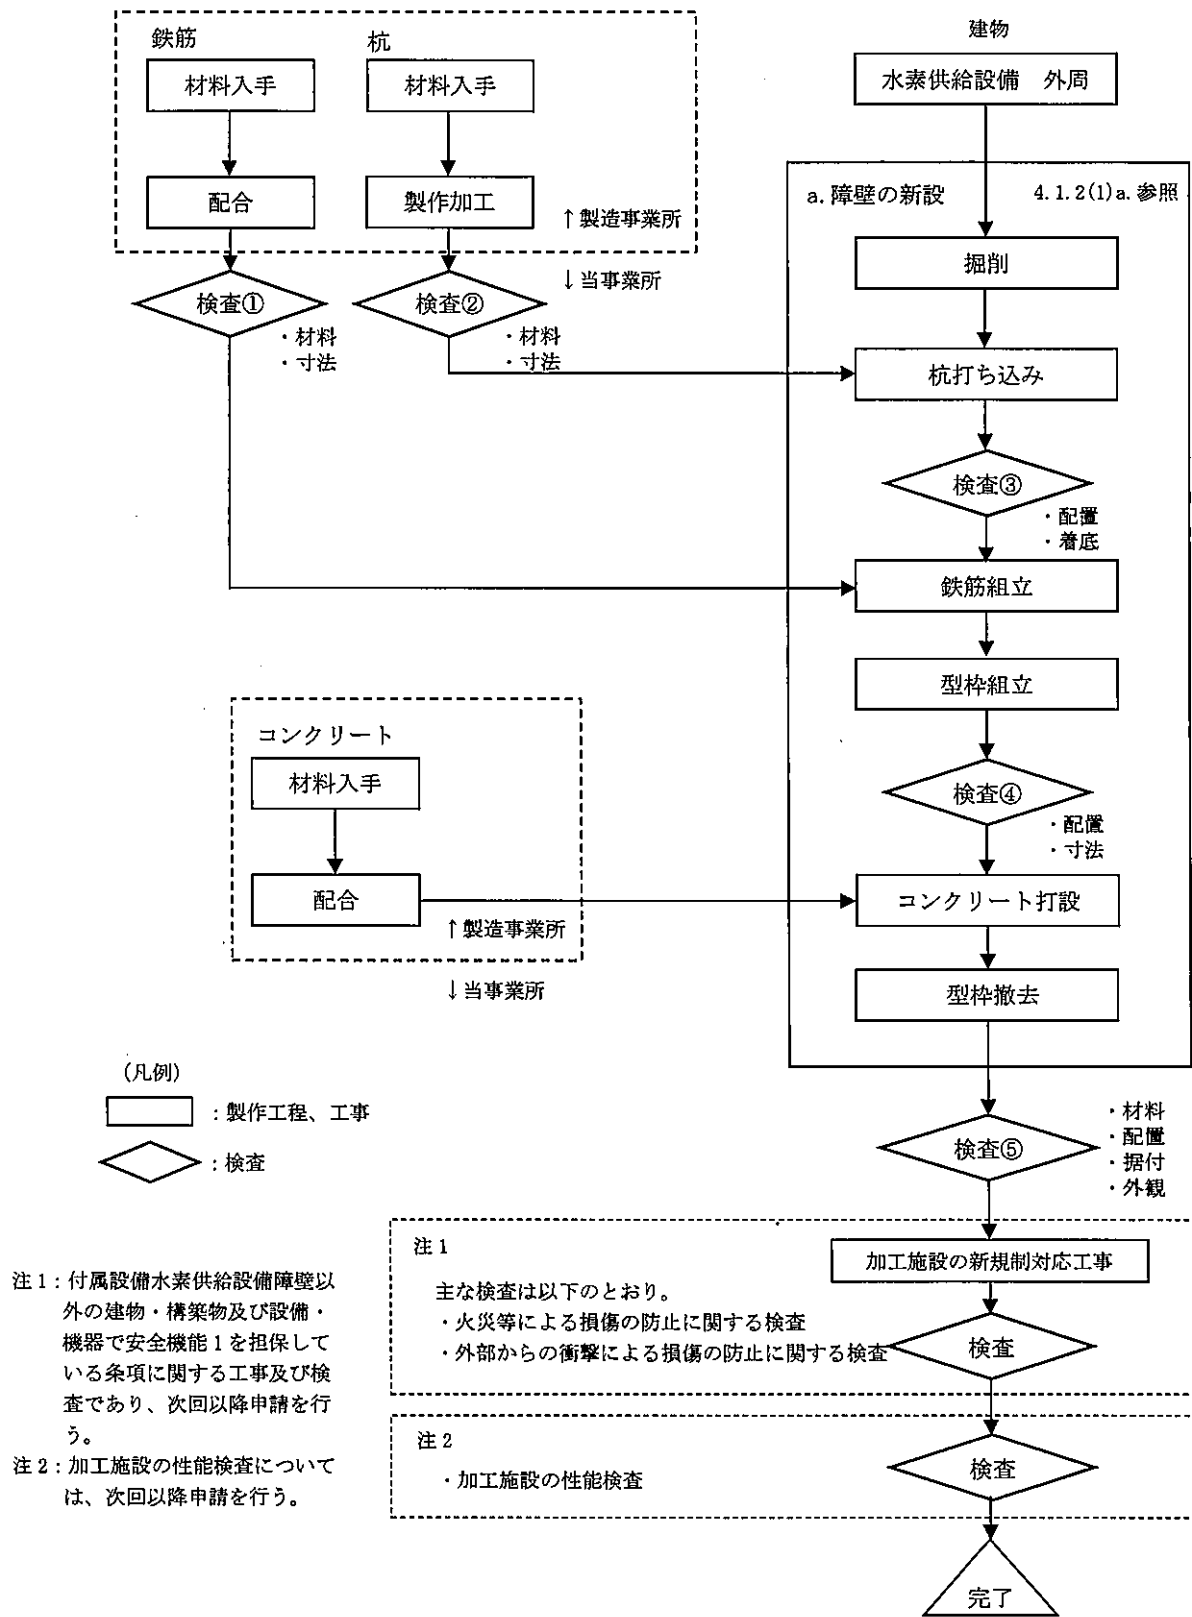 鉄筋
材料入手
配合
杭
材料入手
製作加工
↑製造事業所
↓当事業所
検査①
・材料
・寸法
検査②
・材料
・寸法
建物
水素供給設備 外周
a.障壁の新設
4.1.2(1)a.参照
掘削
杭打ち込み
検査③
・配置
・着底
鉄筋組立
型枠組立
検査④
・配置
・寸法
コンクリート
材料入手
配合
↑製造事業所
↓当事業所
コンクリート打設
型枠撤去
(凡例)
：製作工程、工事
：検査
検査⑤
・材料
・配置
・据付
・外観
注1
加工施設の新規制対応工事
主な検査は以下のとおり。
・火災等による損傷の防止に関する検査
・外部からの衝撃による損傷の防止に関する検査
検査
注2
・加工施設の性能検査
検査
完了
注1：付属設備水素供給設備障壁以
外の建物・構築物及び設備・
機器で安全機能1を担保して
いる条項に関する工事及び検
査であり、次回以降申請を行
う。
注2：加工施設の性能検査について
は、次回以降申請を行う。